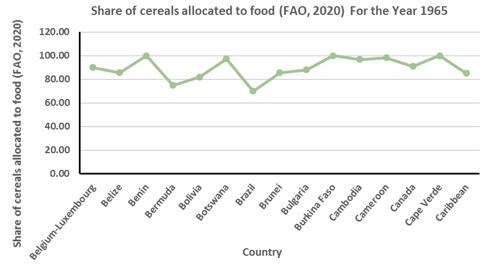 Share of cereals allocated to food (FAO, 2020)  For the Year 1965
Share of cereals allocated to food (FAO, 2020)
120.00
100.00
80.00
60.00
40.00
20.00
0.00
Belgium-Luxembourg
Belize
Benin
Bermuda
Bolivia
Botswana
Brazil
Brunei
Bulgaria
Burkina Faso
Cambodia
Cameroon
Canada
Cape Verde
Caribbean
Country